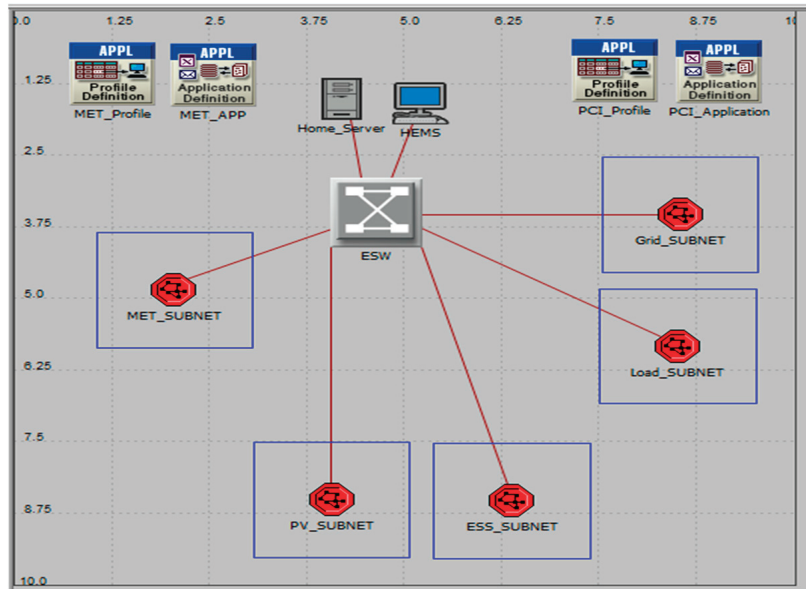 0.0 1.25 2.5 3.75 5.0 6.25 7.5 8.75 10
APPL APPL APPL APPL
Profile Definition Application Definition Profile Definition Application Definition
MET_Profile MET_APP PCI_Profile PCI_Application
1.25
Home_Server HEMS
2.5
3.75
Grid_SUBNET
ESW
5.0
MET_SUBNET
6.25
Load_SUBNET
7.5
8.75
PV_SUBNET ESS_SUBNET
10.0